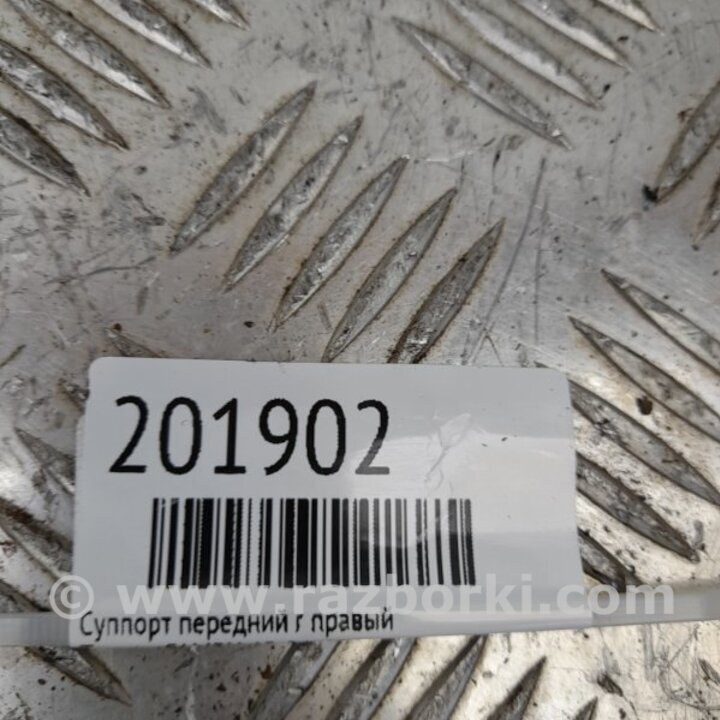 201902
© www.razborki.com
Суппорт передний г правый